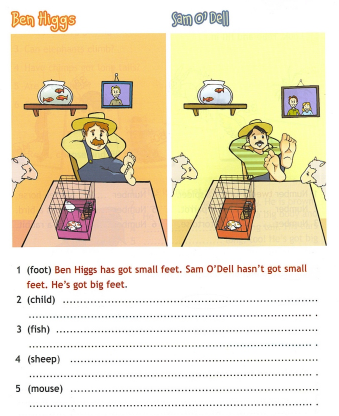 Ben Higgs
Sam O' Dell
1 (foot) Ben Higgs has got small feet. Sam O'Dell hasn't got small
feet. He's got big feet.
2 (child) ..........................................................
.......................................................... .
3 (fish) ..........................................................
.......................................................... .
4 (sheep) ..........................................................
.......................................................... .
5 (mouse) ..........................................................
.......................................................... .